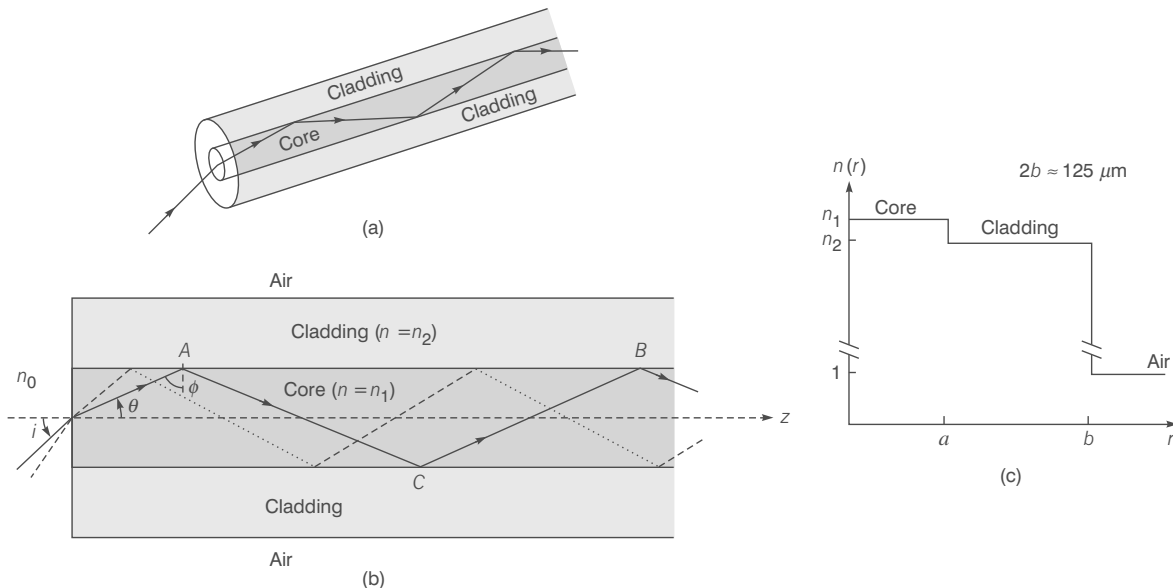 Cladding
Core
Cladding
(a)
Air
Cladding (n = n₂)
A
B
n₀
ϕ
Core (n = n₁)
θ
i
z
C
Cladding
Air
(b)
n(r)
2b ≈ 125 μm
n₁
Core
n₂
Cladding
1
Air
a
b
r
(c)